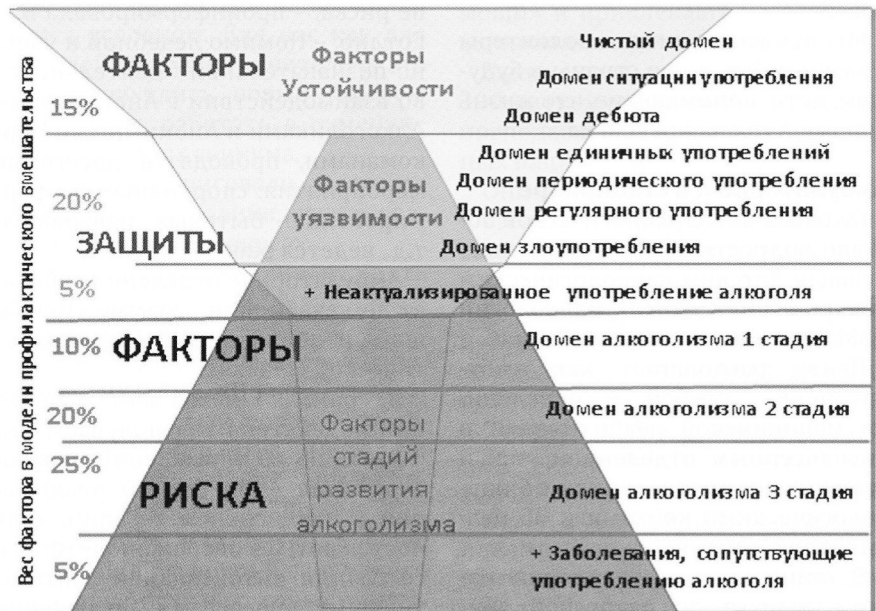 Вес фактора в модели профилактического вмешательства
ФАКТОРЫ
15%
Факторы
Устойчивости
Чистый домен
Домен ситуации употребления
Домен дебюта
20%
ЗАЩИТЫ
Факторы
уязвимости
Домен единичных употреблений
Домен периодического употребления
Домен регулярного употребления
Домен злоупотребления
5%
+ Неактуализированное употребление алкоголя
10%
ФАКТОРЫ
Домен алкоголизма 1 стадия
20%
Домен алкоголизма 2 стадия
25%
РИСКА
Факторы
стадий
развития
алкоголизма
Домен алкоголизма 3 стадия
5%
+ Заболевания, сопутствующие
употреблению алкоголя